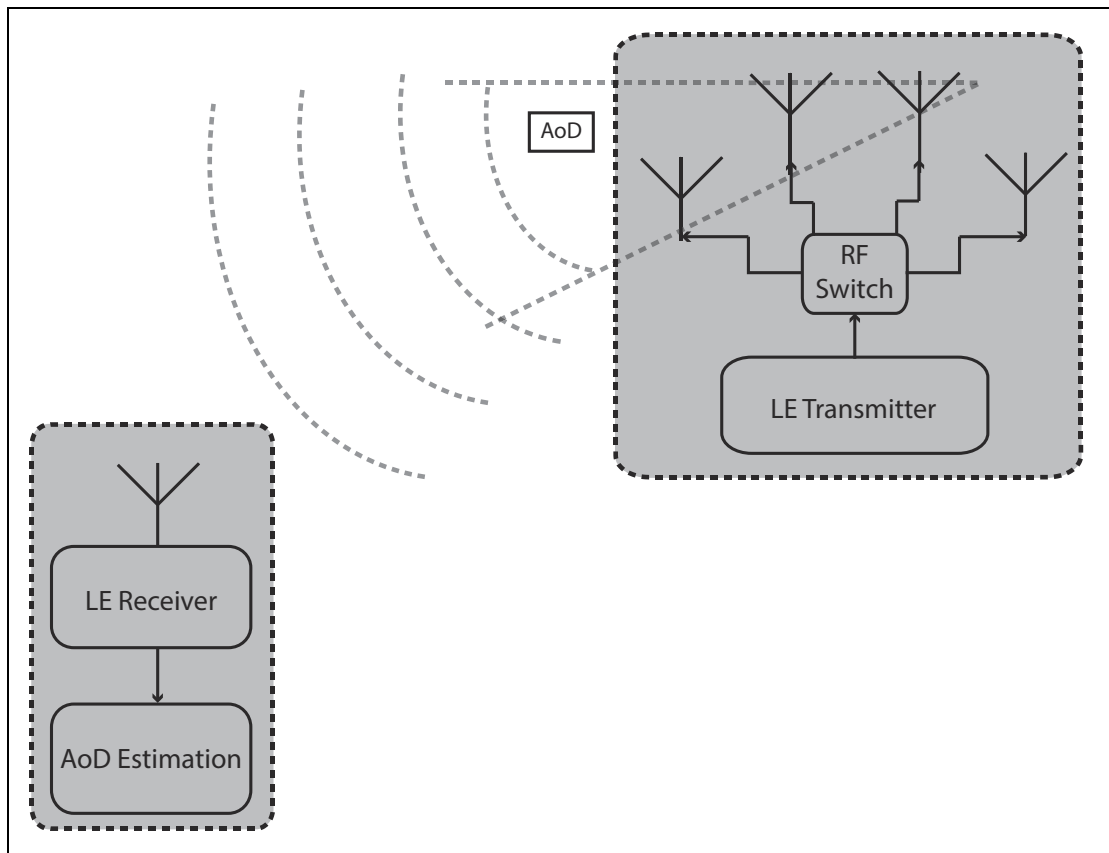 AoD
RF
Switch
LE Transmitter
LE Receiver
AoD Estimation